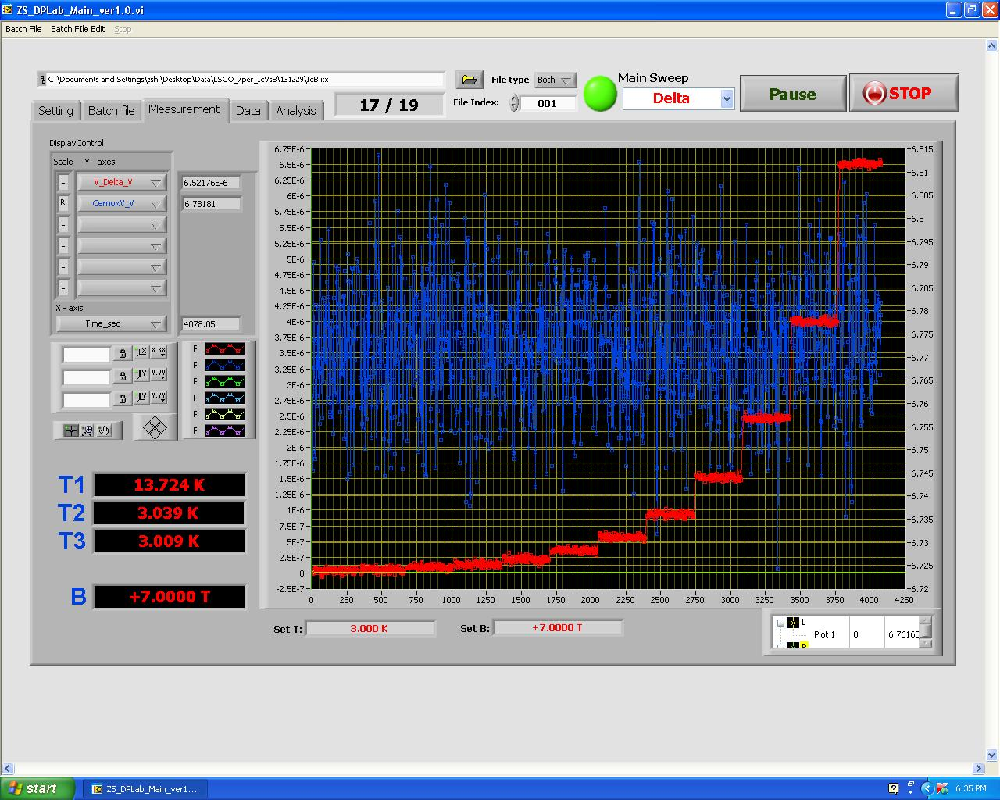 ZS_DPLab_Main_ver1.0.vi
Batch File Batch FIle Edit Stop
C:\Documents and Settings\zshi\Desktop\Data\LSCO_7per_IcVsB\131229\IcB.itx
File type Both
Main Sweep
Delta
Pause
STOP
17 / 19
File Index: 001
Setting Batch file Measurement Data Analysis
DisplayControl
Scale Y - axes
L V_Delta_V 6.52176E-6
R CernoxV_V 6.78181
L
L
L
L
X - axis
Time_sec 4078.05
X.XX
Y.YY
Y.YY
F
F
F
F
F
F
T1 13.724 K
T2 3.039 K
T3 3.009 K
B +7.0000 T
6.75E-6
6.5E-6
6.25E-6
6E-6
5.75E-6
5.5E-6
5.25E-6
5E-6
4.75E-6
4.5E-6
4.25E-6
4E-6
3.75E-6
3.5E-6
3.25E-6
3E-6
2.75E-6
2.5E-6
2.25E-6
2E-6
1.75E-6
1.5E-6
1.25E-6
1E-6
7.5E-7
5E-7
2.5E-7
0
-2.5E-7
6.815
6.81
6.805
6.8
6.795
6.79
6.785
6.78
6.775
6.77
6.765
6.76
6.755
6.75
6.745
6.74
6.735
6.73
6.725
6.72
0 250 500 750 1000 1250 1500 1750 2000 2250 2500 2750 3000 3250 3500 3750 4000 4250
Set T: 3.000 K Set B: +7.0000 T
L
Plot 1 0 6.76163
R
start ZS_DPLab_Main_ver1... 6:35 PM